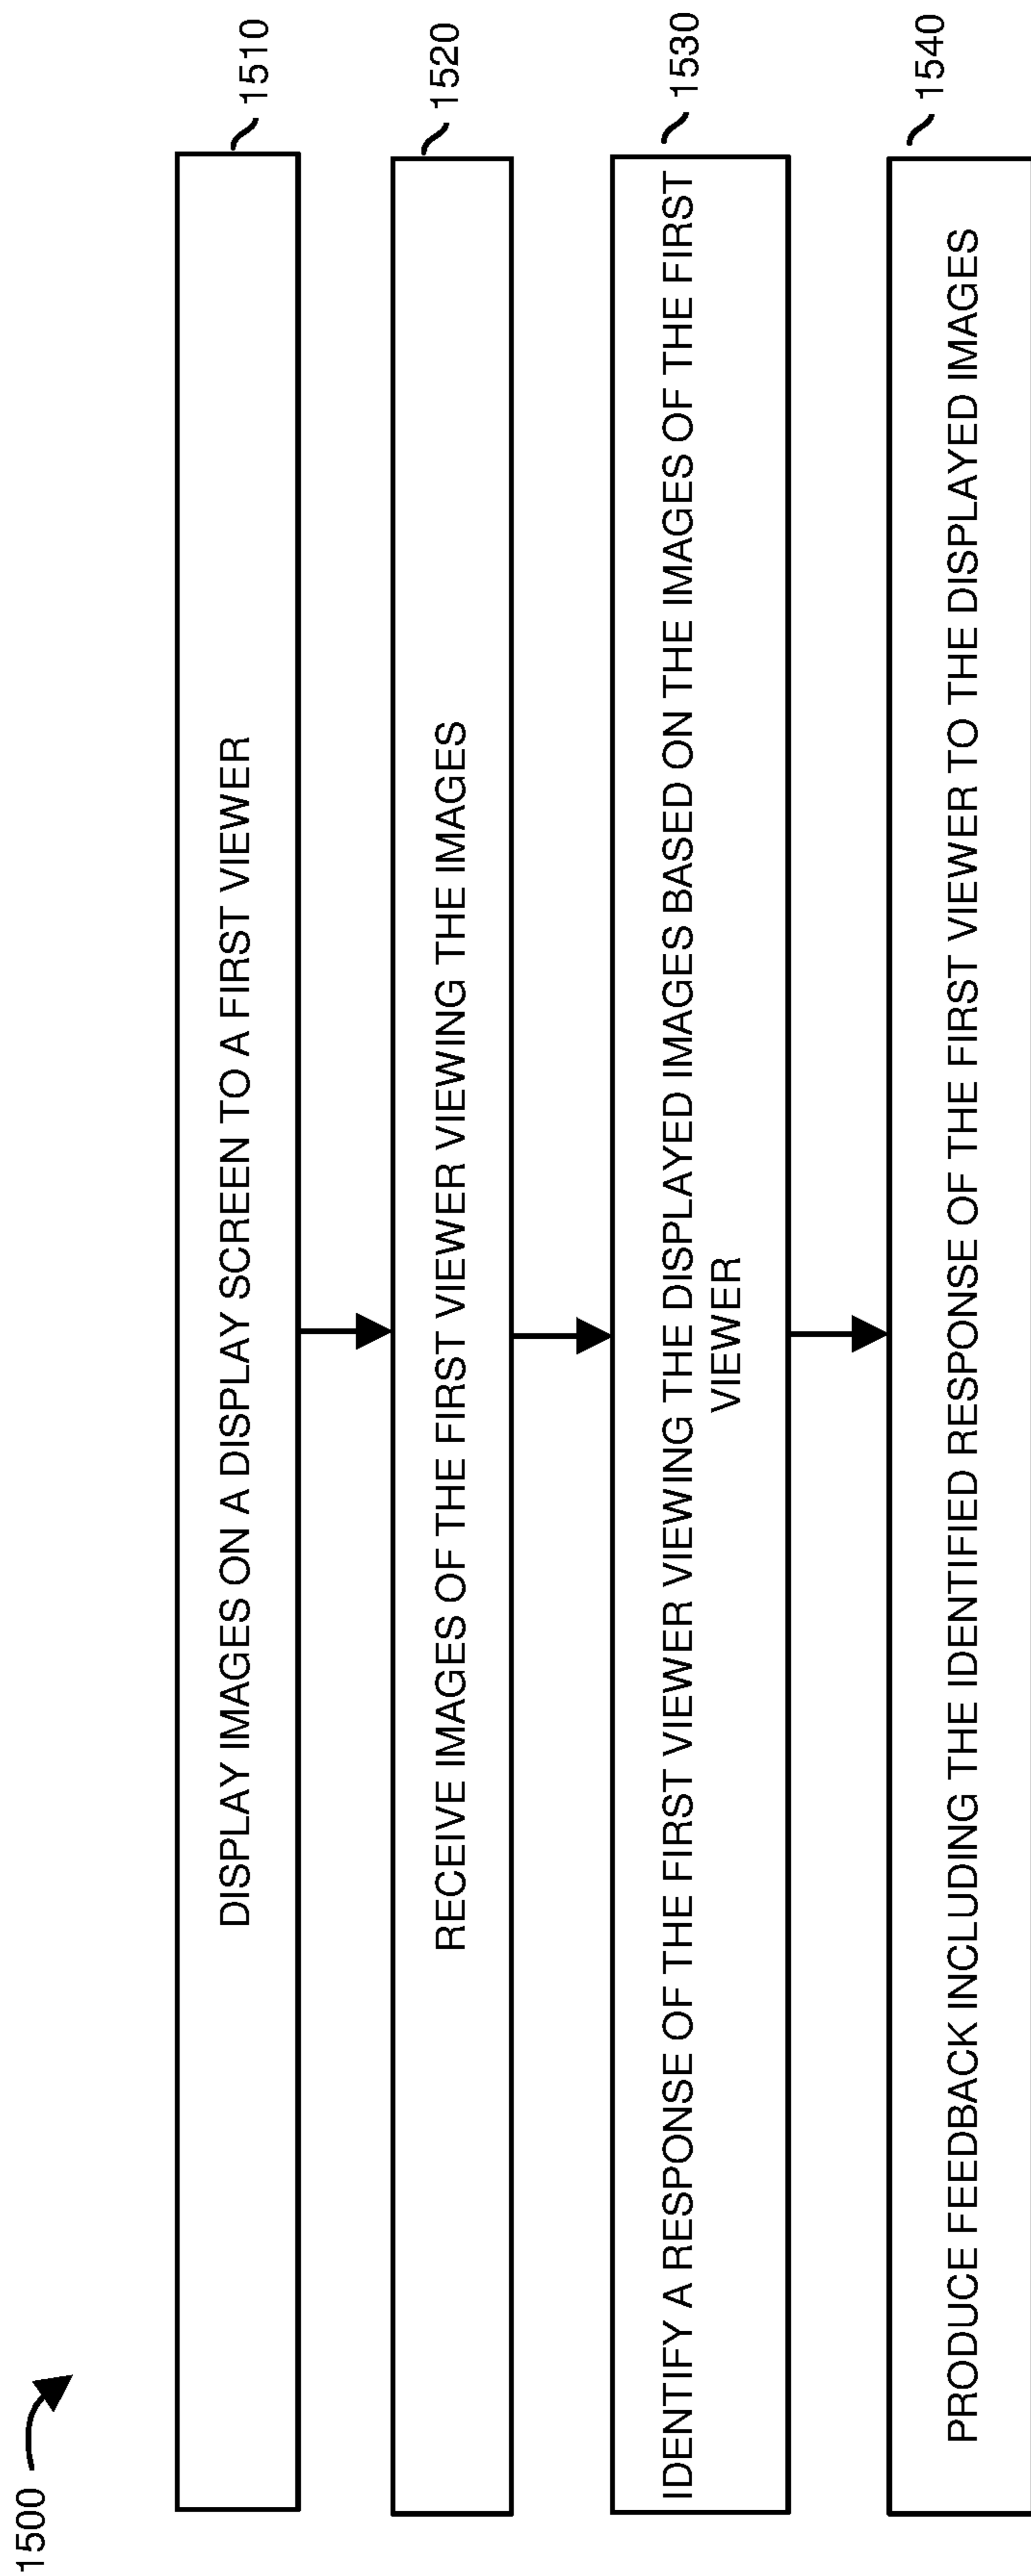 1500
DISPLAY IMAGES ON A DISPLAY SCREEN TO A FIRST VIEWER
1510
RECEIVE IMAGES OF THE FIRST VIEWER VIEWING THE IMAGES
1520
IDENTIFY A RESPONSE OF THE FIRST VIEWER VIEWING THE DISPLAYED IMAGES BASED ON THE IMAGES OF THE FIRST
VIEWER
1530
PRODUCE FEEDBACK INCLUDING THE IDENTIFIED RESPONSE OF THE FIRST VIEWER TO THE DISPLAYED IMAGES
1540